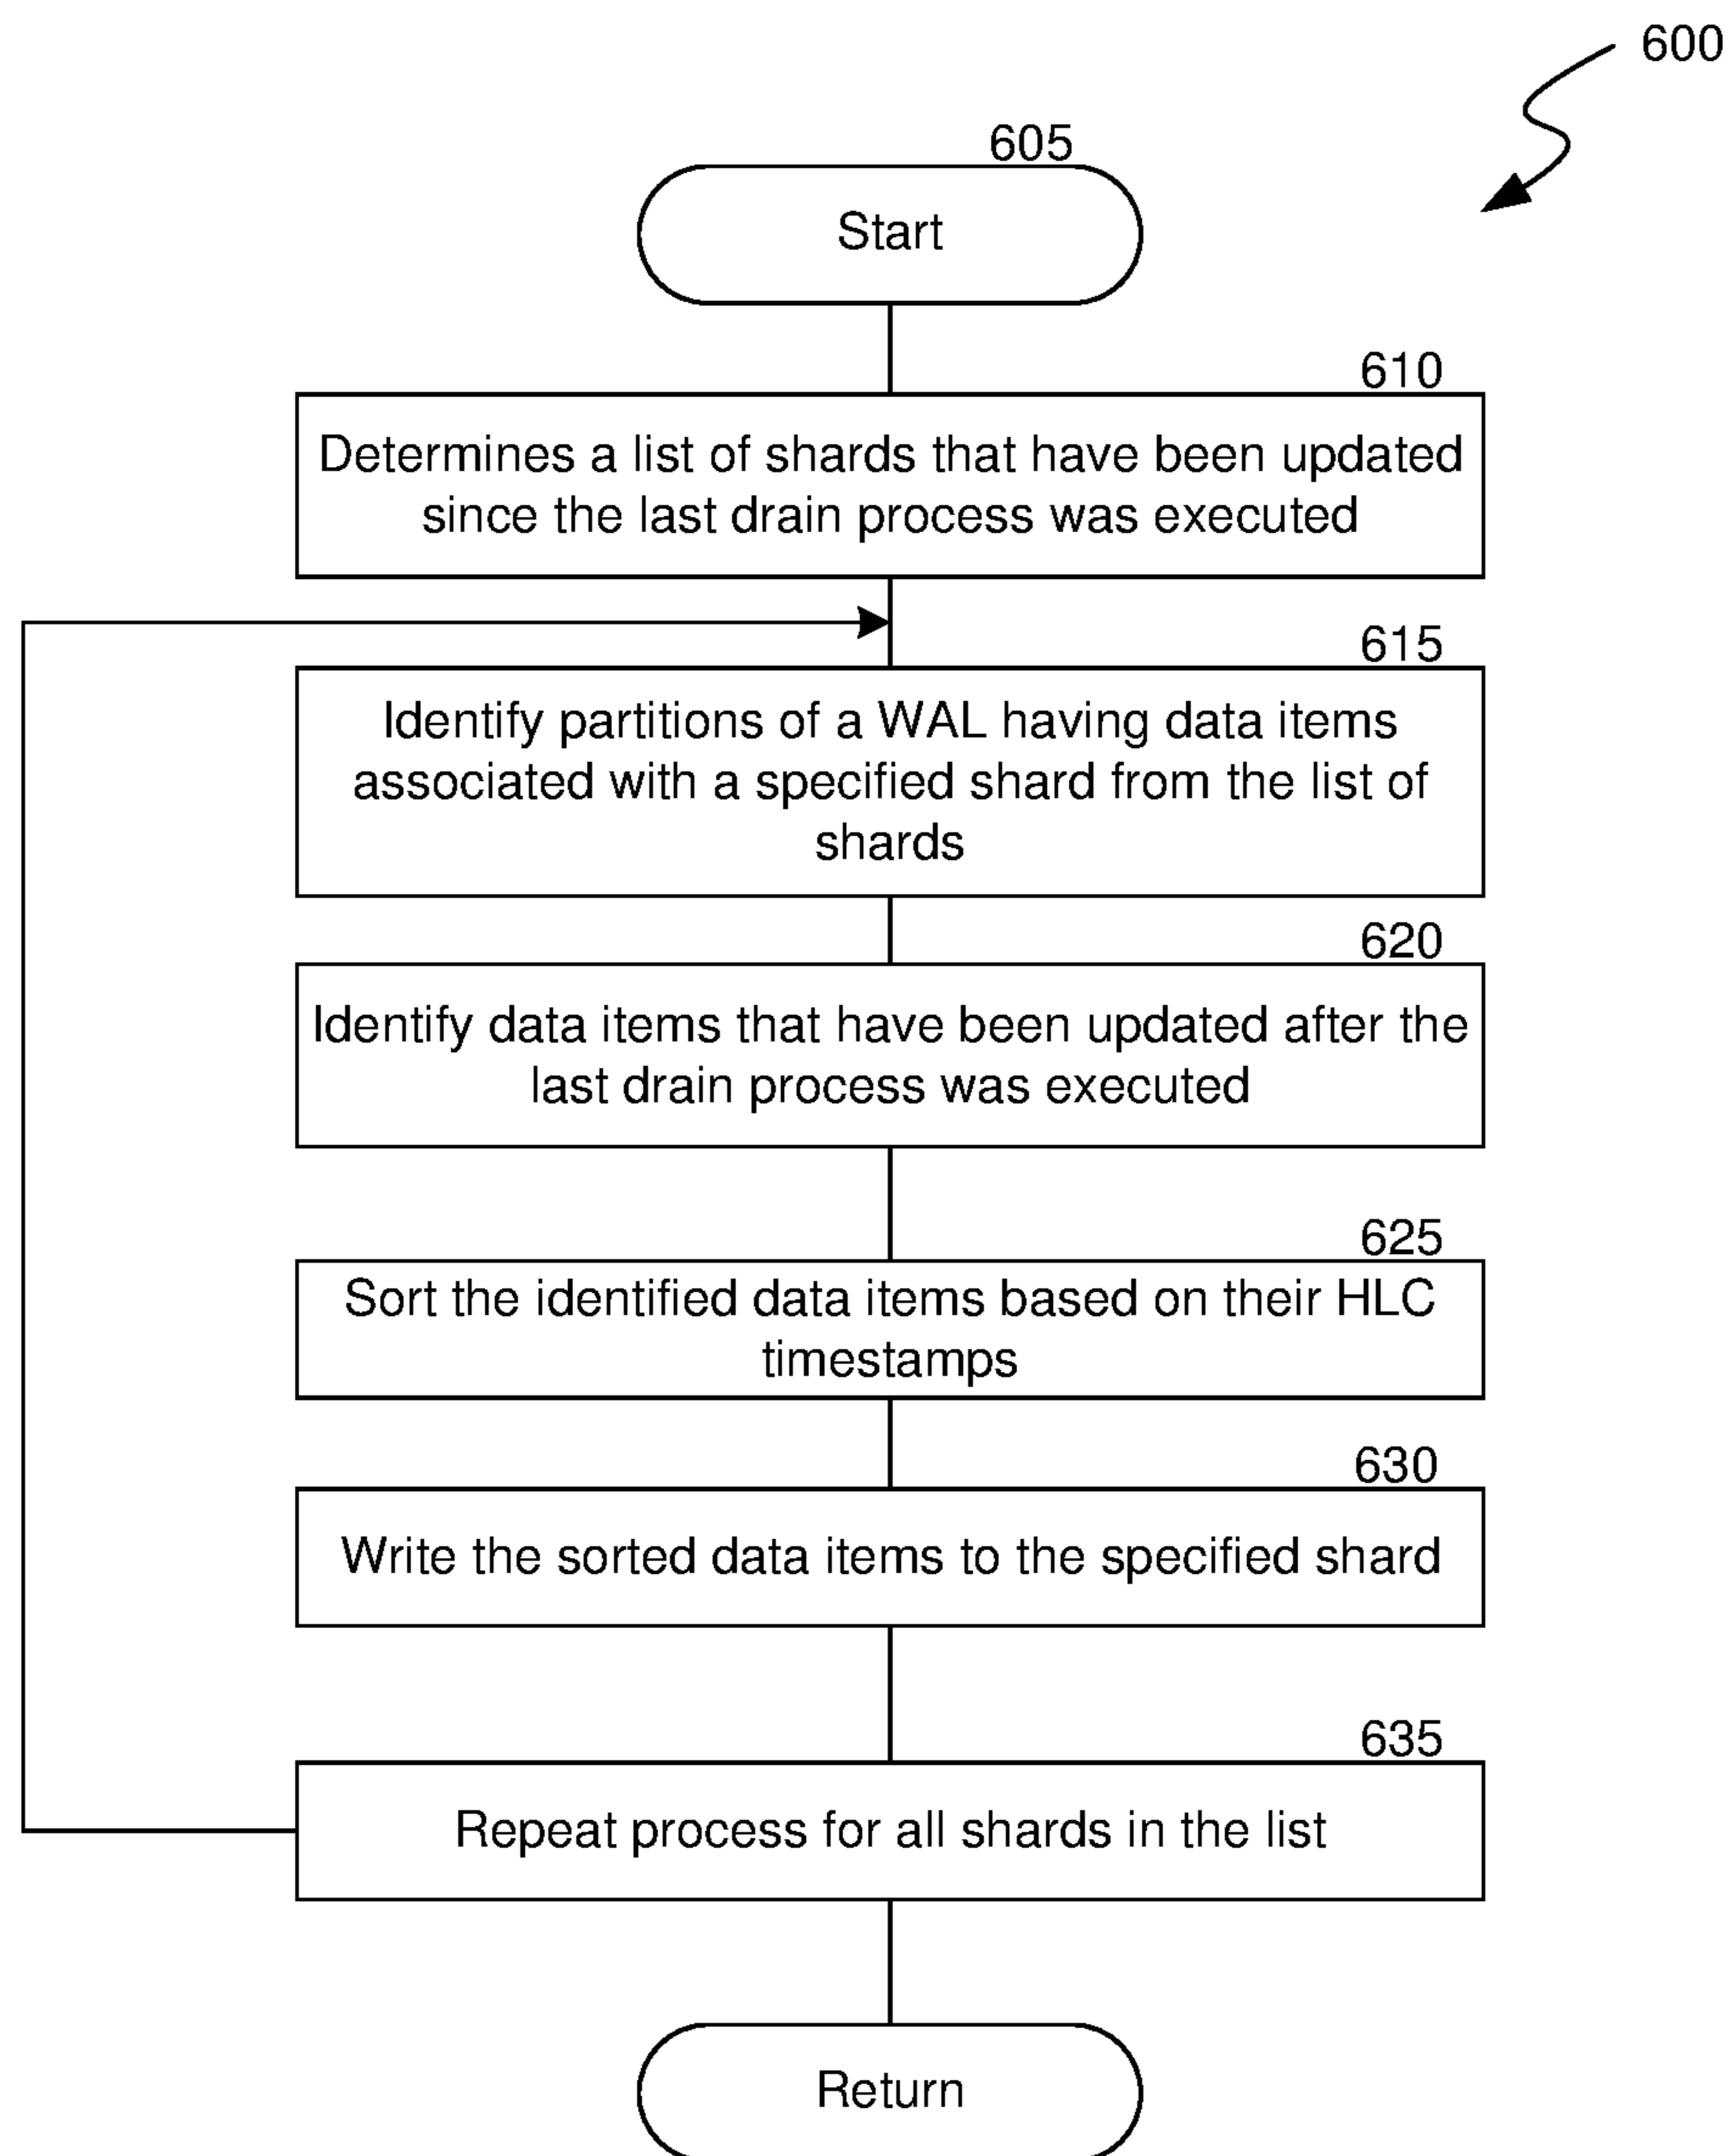 600
605
Start
610
Determines a list of shards that have been updated
since the last drain process was executed
615
Identify partitions of a WAL having data items
associated with a specified shard from the list of
shards
620
Identify data items that have been updated after the
last drain process was executed
625
Sort the identified data items based on their HLC
timestamps
630
Write the sorted data items to the specified shard
635
Repeat process for all shards in the list
Return